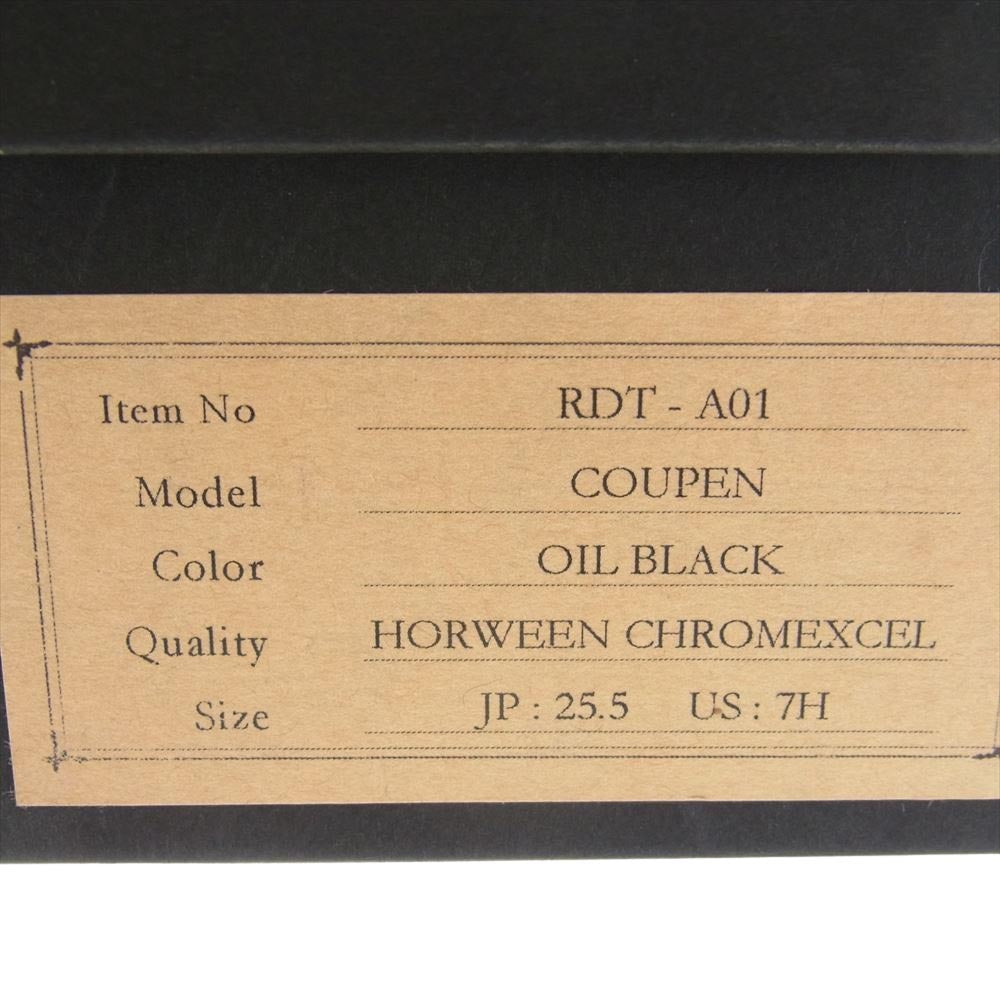 Item No RDT - A01
Model COUPEN
Color OIL BLACK
Quality HORWEEN CHROMEXCEL
Size JP : 25.5 US : 7H